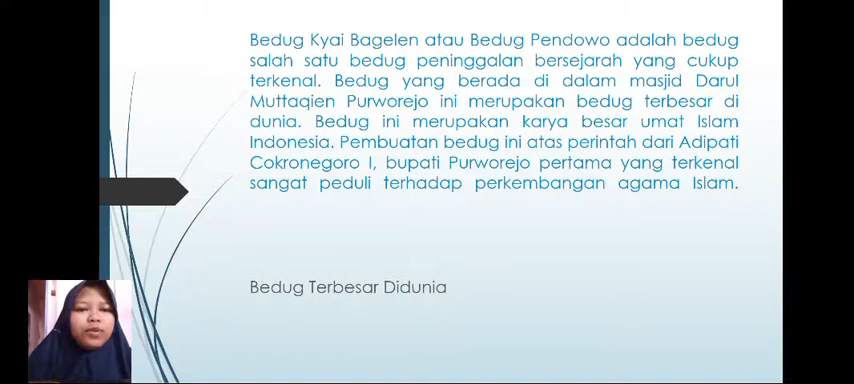 Bedug Kyai Bagelen atau Bedug Pendowo adalah bedug
salah satu bedug peninggalan bersejarah yang cukup
terkenal. Bedug yang berada di dalam masjid Darul
Muttaqien Purworejo ini merupakan bedug terbesar di
dunia. Bedug ini merupakan karya besar umat Islam
Indonesia. Pembuatan bedug ini atas perintah dari Adipati
Cokronegoro I, bupati Purworejo pertama yang terkenal
sangat peduli terhadap perkembangan agama Islam.
Bedug Terbesar Didunia